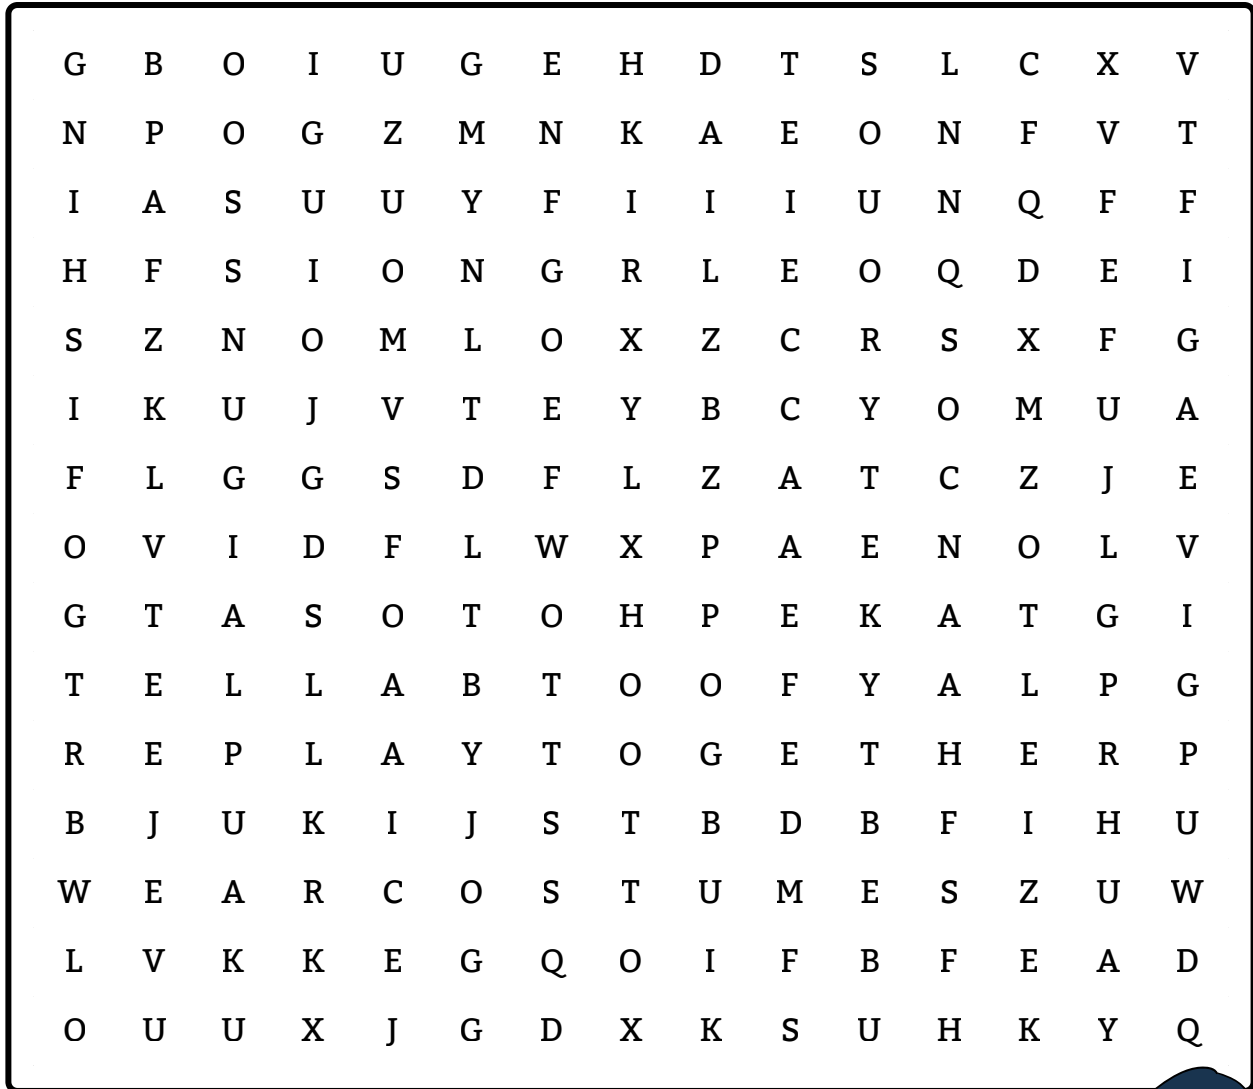 G B O I U G E H D T S L C X V
N P O G Z M N K A E O N F V T
I A S U U Y F I I I U N Q F F
H F S I O N G R L E O Q D E I
S Z N O M L O X Z C R S X F G
I K U J V T E Y B C Y O M U A
F L G G S D F L Z A T C Z J E
O V I D F L W X P A E N O L V
G T A S O T O H P E K A T G I
T E L L A B T O O F Y A L P G
R E P L A Y T O G E T H E R P
B J U K I J S T B D B F I H U
W E A R C O S T U M E S Z U W
L V K K E G Q O I F B F E A D
O U U X J G D X K S U H K Y Q